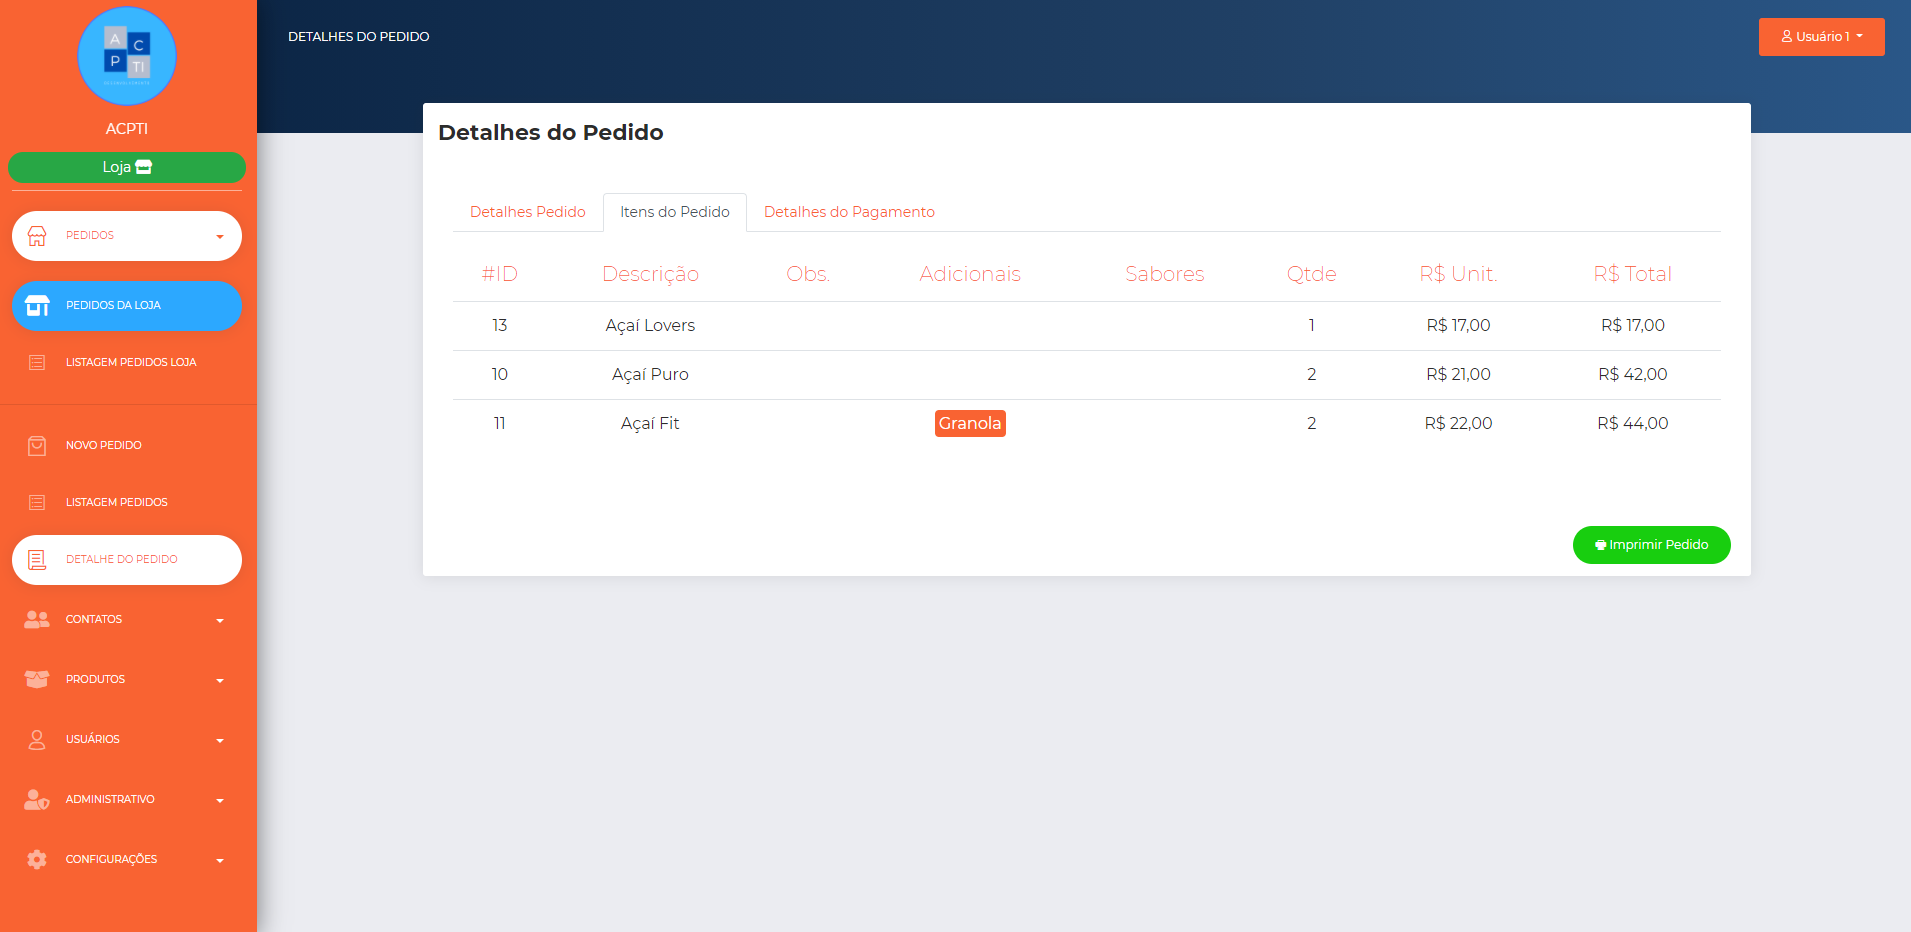 A
C
P
TI
ACPTI
Loja
PEDIDOS
PEDIDOS DA LOJA
LISTAGEM PEDIDOS LOJA
NOVO PEDIDO
LISTAGEM PEDIDOS
DETALHE DO PEDIDO
CONTATOS
PRODUTOS
USUÁRIOS
ADMINISTRATIVO
CONFIGURAÇÕES
DETALHES DO PEDIDO
Usuário 1
Detalhes do Pedido
Detalhes Pedido Itens do Pedido Detalhes do Pagamento
#ID Descrição Obs. Adicionais Sabores Qtde R$ Unit. R$ Total
13 Açaí Lovers 1 R$ 17,00 R$ 17,00
10 Açaí Puro 2 R$ 21,00 R$ 42,00
11 Açaí Fit Granola 2 R$ 22,00 R$ 44,00
Imprimir Pedido